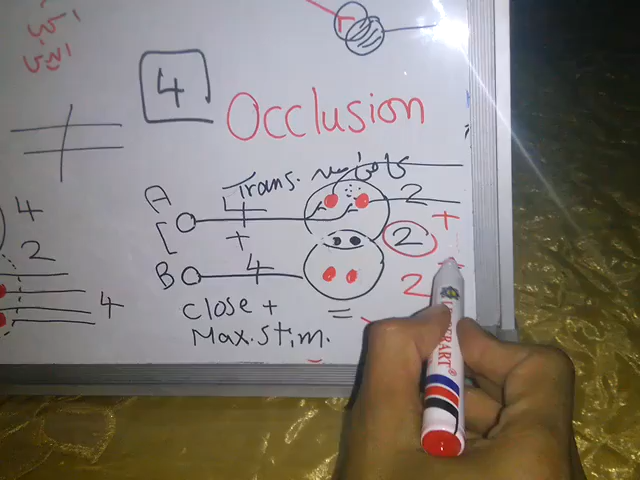 4
Occlusion
Trans.
A 4 2
+ +
2
B 4 2
close + =
Max. Stim.
4
2
4